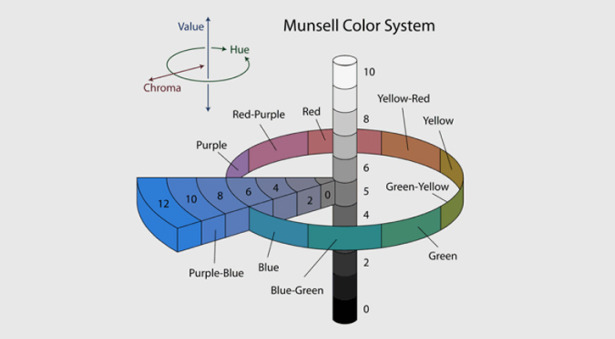 Munsell Color System
Value
Hue
Chroma
10
8
6
5
4
2
0
Red-Purple
Red
Yellow-Red
Yellow
Purple
Green-Yellow
12
10
8
6
4
2
0
Purple-Blue
Blue
Blue-Green
Green